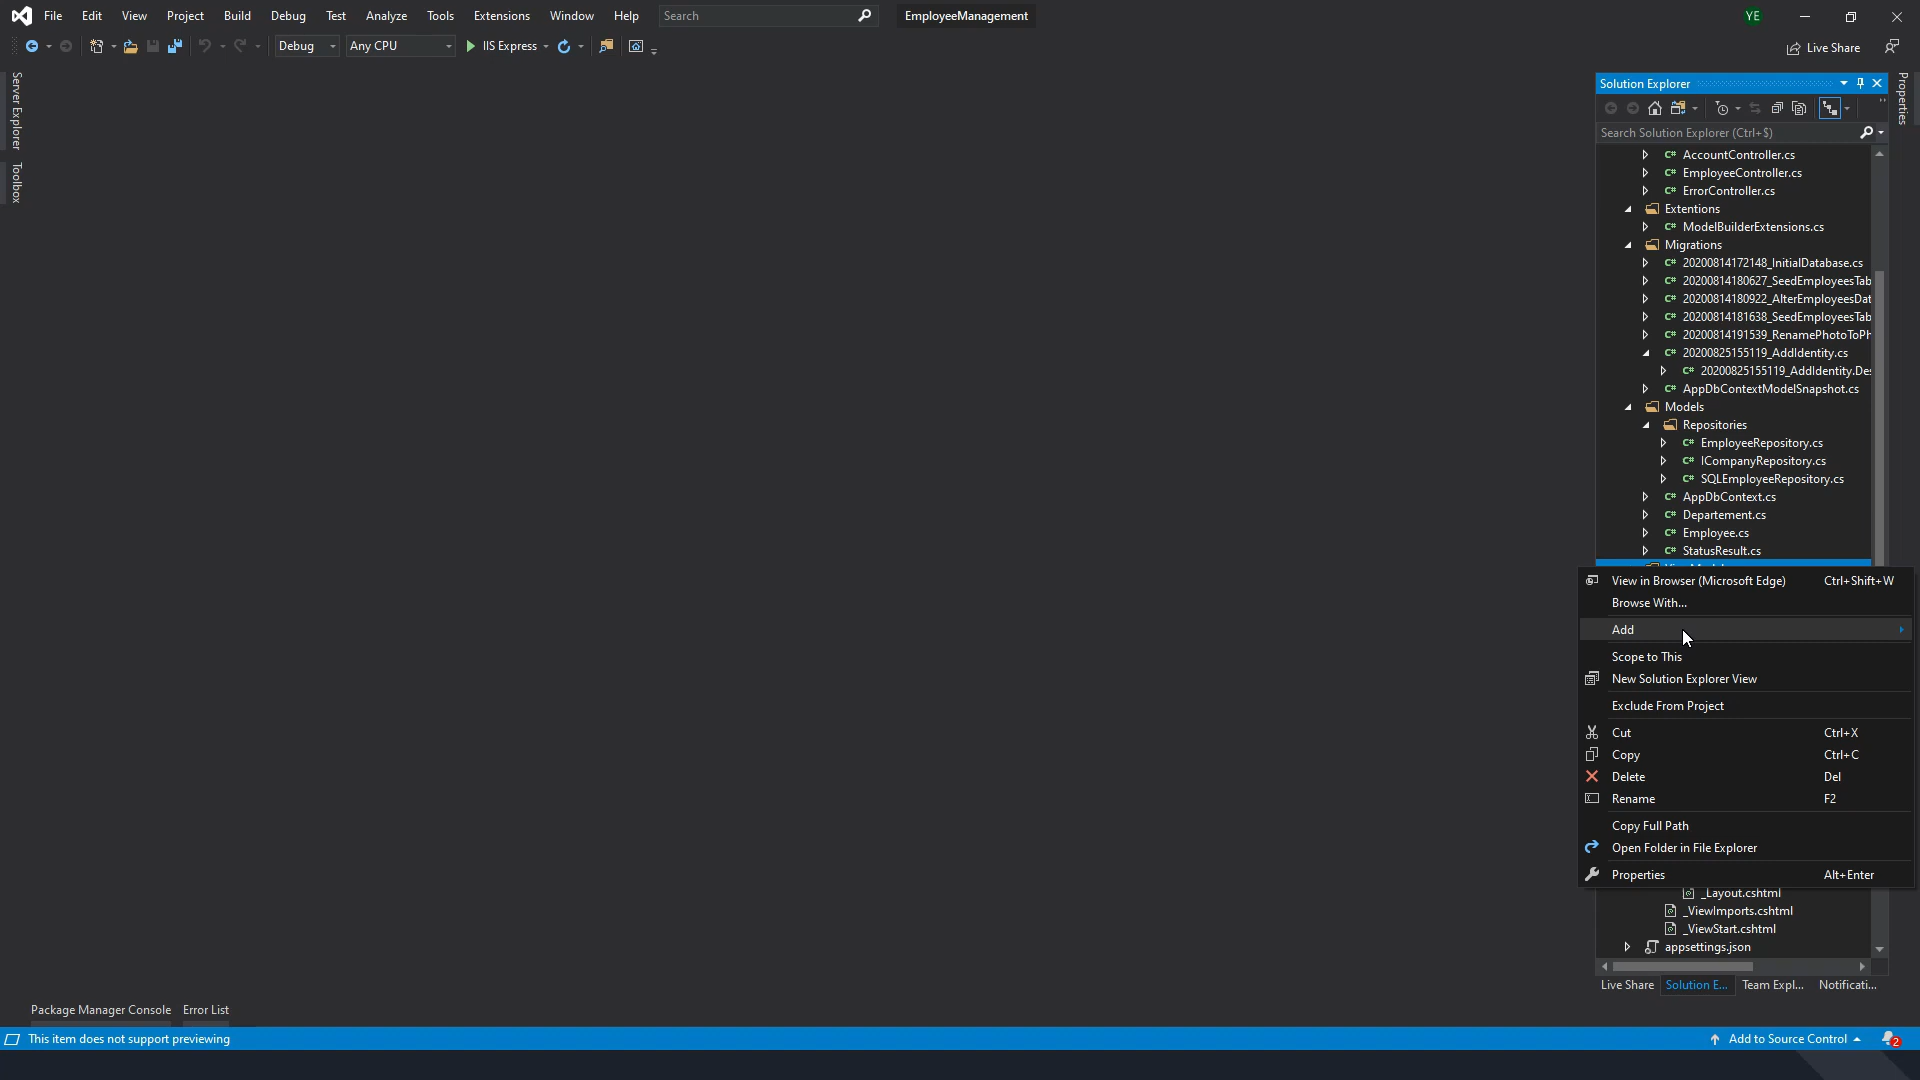 File Edit View Project Build Debug Test Analyze Tools Extensions Window Help Search EmployeeManagement YE
Debug Any CPU IIS Express Live Share
Server Explorer
Toolbox
Properties
Solution Explorer
Search Solution Explorer (Ctrl+$)
C# AccountController.cs
C# EmployeeController.cs
C# ErrorController.cs
Extentions
C# ModelBuilderExtensions.cs
Migrations
C# 20200814172148_InitialDatabase.cs
C# 20200814180627_SeedEmployeesTab
C# 20200814180922_AlterEmployeesDat
C# 20200814181638_SeedEmployeesTab
C# 20200814191539_RenamePhotoToPh
C# 20200825155119_AddIdentity.cs
C# 20200825155119_AddIdentity.De
C# AppDbContextModelSnapshot.cs
Models
Repositories
C# EmployeeRepository.cs
C# ICompanyRepository.cs
C# SQLEmployeeRepository.cs
C# AppDbContext.cs
C# Departement.cs
C# Employee.cs
C# StatusResult.cs
View in Browser (Microsoft Edge) Ctrl+Shift+W
Browse With...
Add
Scope to This
New Solution Explorer View
Exclude From Project
Cut Ctrl+X
Copy Ctrl+C
Delete Del
Rename F2
Copy Full Path
Open Folder in File Explorer
Properties Alt+Enter
_Layout.cshtml
_ViewImports.cshtml
_ViewStart.cshtml
appsettings.json
Live Share Solution E... Team Expl... Notificati...
Package Manager Console Error List
This item does not support previewing Add to Source Control 2